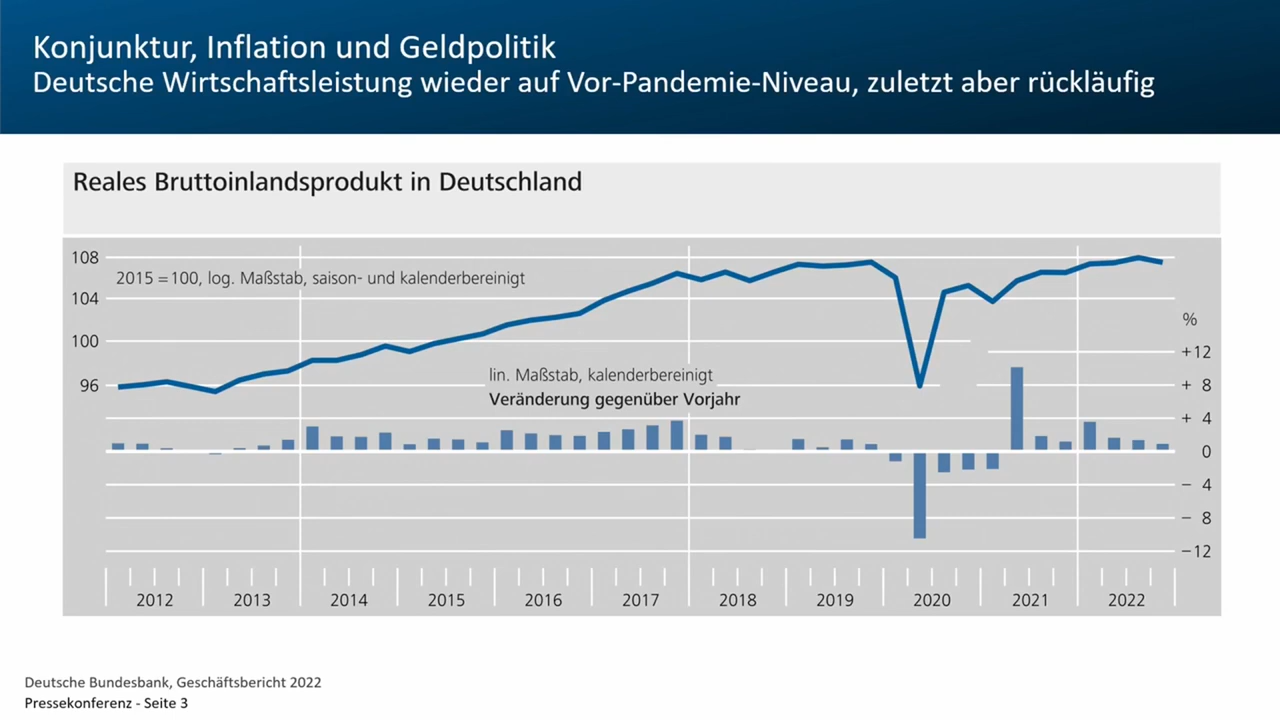 Konjunktur, Inflation und Geldpolitik
Deutsche Wirtschaftsleistung wieder auf Vor-Pandemie-Niveau, zuletzt aber rückläufig
Reales Bruttoinlandsprodukt in Deutschland
108
2015 = 100, log. Maßstab, saison- und kalenderbereinigt
104
100
96
%
lin. Maßstab, kalenderbereinigt
Veränderung gegenüber Vorjahr
+12
+ 8
+ 4
0
− 4
− 8
−12
2012 2013 2014 2015 2016 2017 2018 2019 2020 2021 2022
Deutsche Bundesbank, Geschäftsbericht 2022
Pressekonferenz - Seite 3